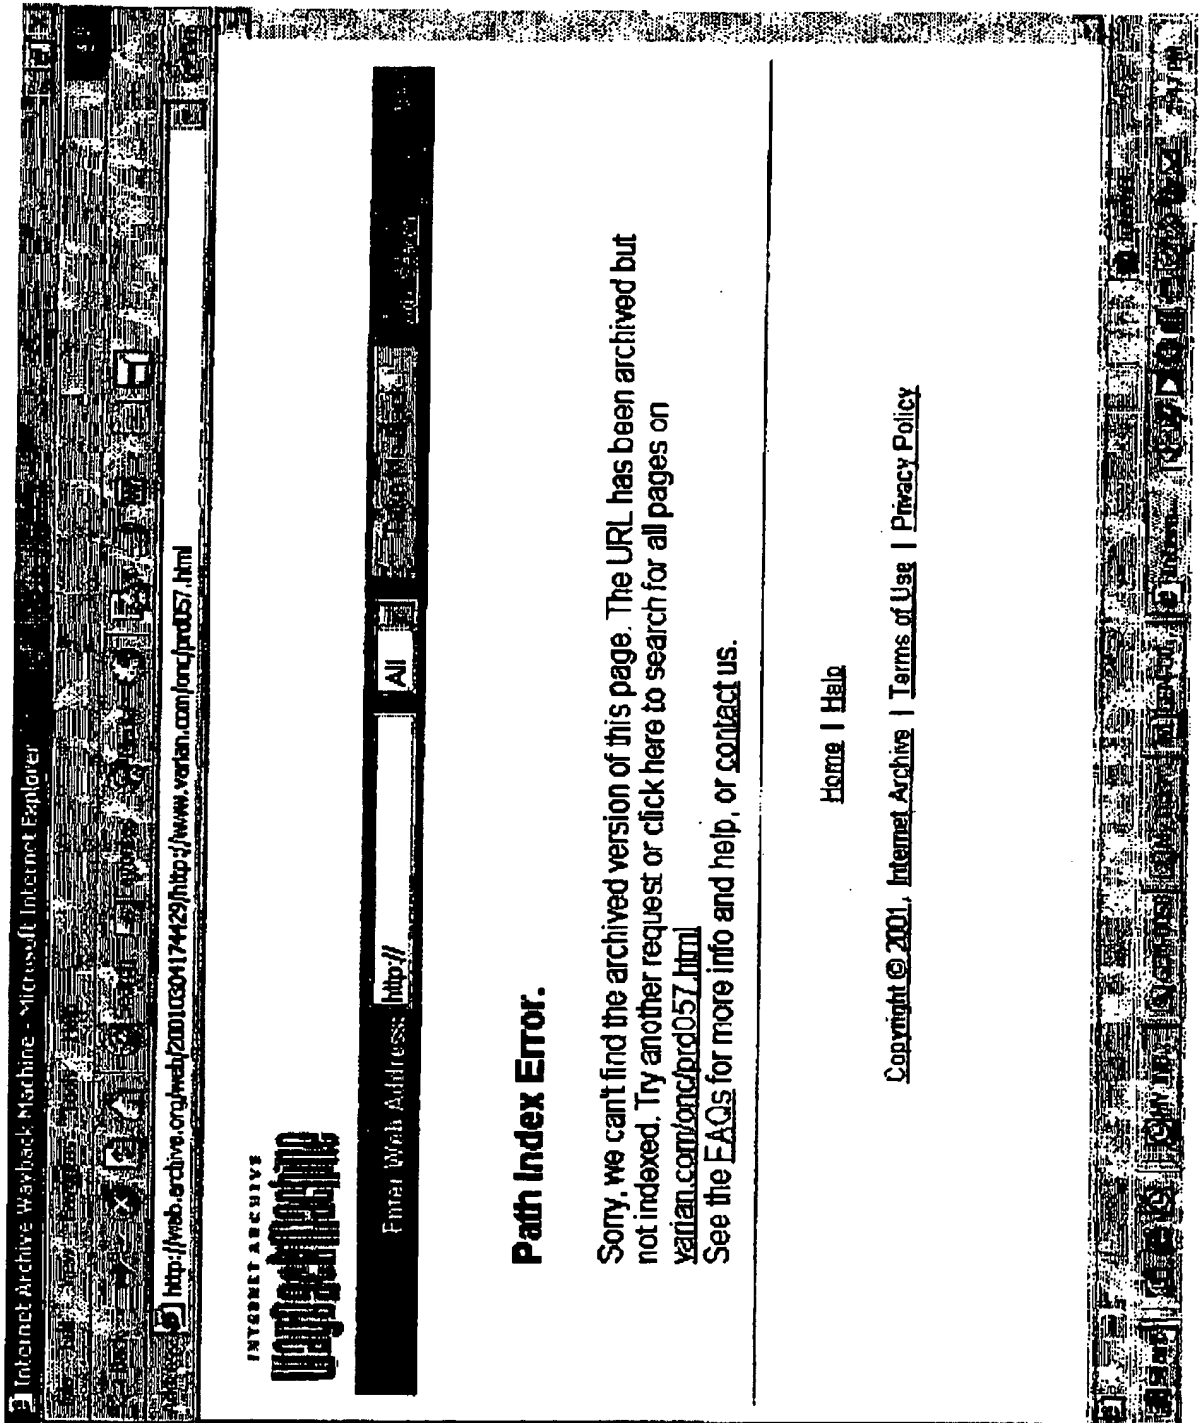 Internet Archive Wayback Machine - Microsoft Internet Explorer
http://web.archive.org/web/20010304174429/http://www.varian.com/onc/prd057.html
INTERNET ARCHIVE
WayBackMachine
Enter Web Address: http:// All Take Me Back
Path Index Error.
Sorry, we can't find the archived version of this page. The URL has been archived but
not indexed. Try another request or click here to search for all pages on
varian.com/onc/prd057.html
See the FAQs for more info and help, or contact us.
Home | Help
Copyright © 2001, Internet Archive | Terms of Use | Privacy Policy